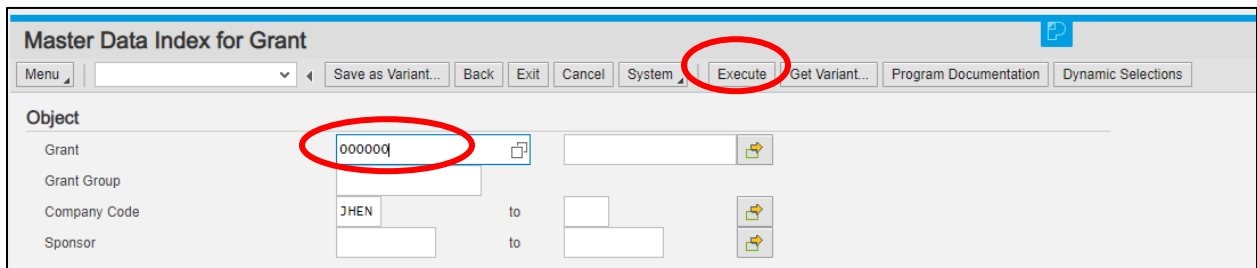 Master Data Index for Grant
Menu Save as Variant... Back Exit Cancel System Execute Get Variant... Program Documentation Dynamic Selections
Object
Grant 000000
Grant Group
Company Code JHEN to
Sponsor to